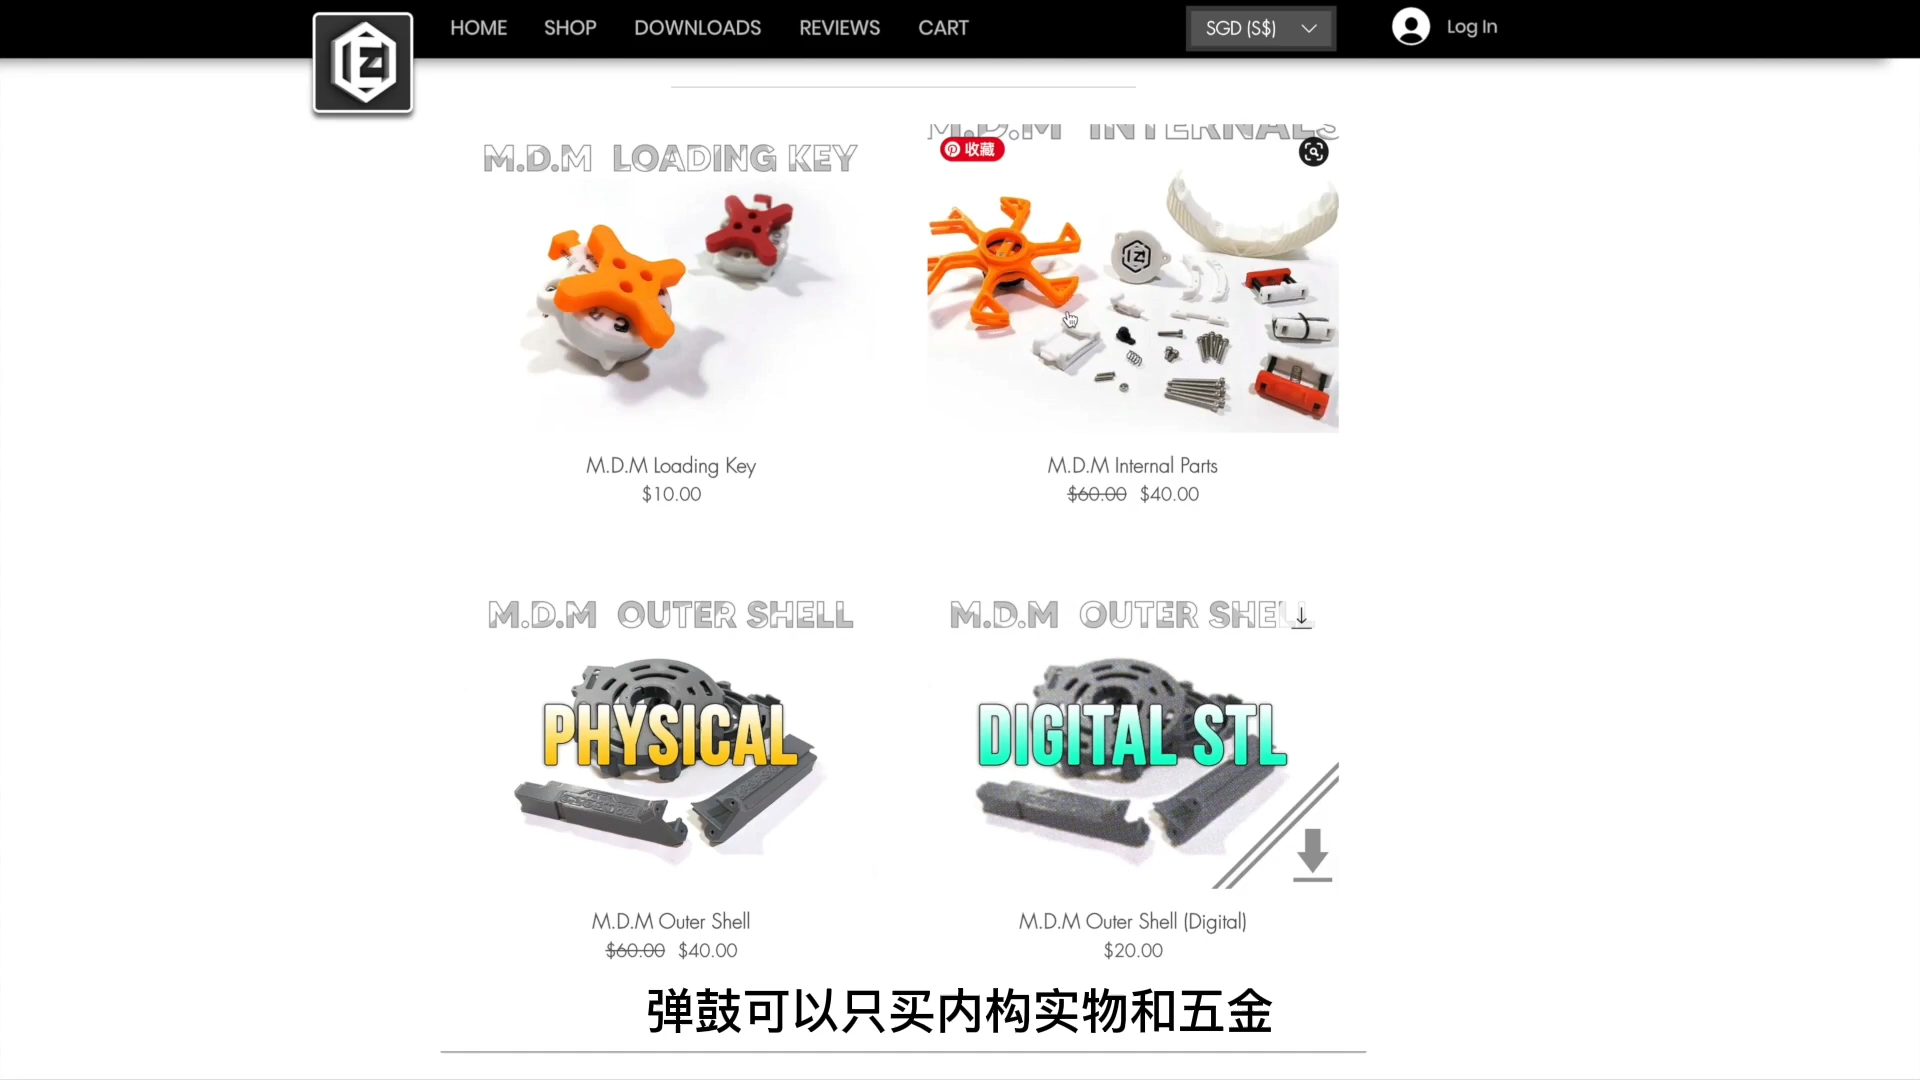 HOME SHOP DOWNLOADS REVIEWS CART SGD (S$) Log In
M.D.M LOADING KEY
M.D.M INTERNALS
收藏
M.D.M Loading Key
$10.00
M.D.M Internal Parts
$60.00 $40.00
M.D.M OUTER SHELL
PHYSICAL
M.D.M OUTER SHELL
DIGITAL STL
M.D.M Outer Shell
$60.00 $40.00
M.D.M Outer Shell (Digital)
$20.00
弹鼓可以只买内构实物和五金